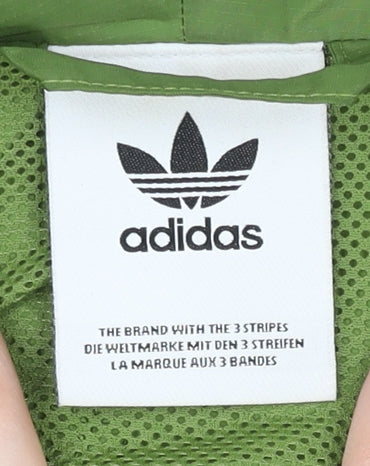 adidas
THE BRAND WITH THE 3 STRIPES
DIE WELTMARKE MIT DEN 3 STREIFEN
LA MARQUE AUX 3 BANDES